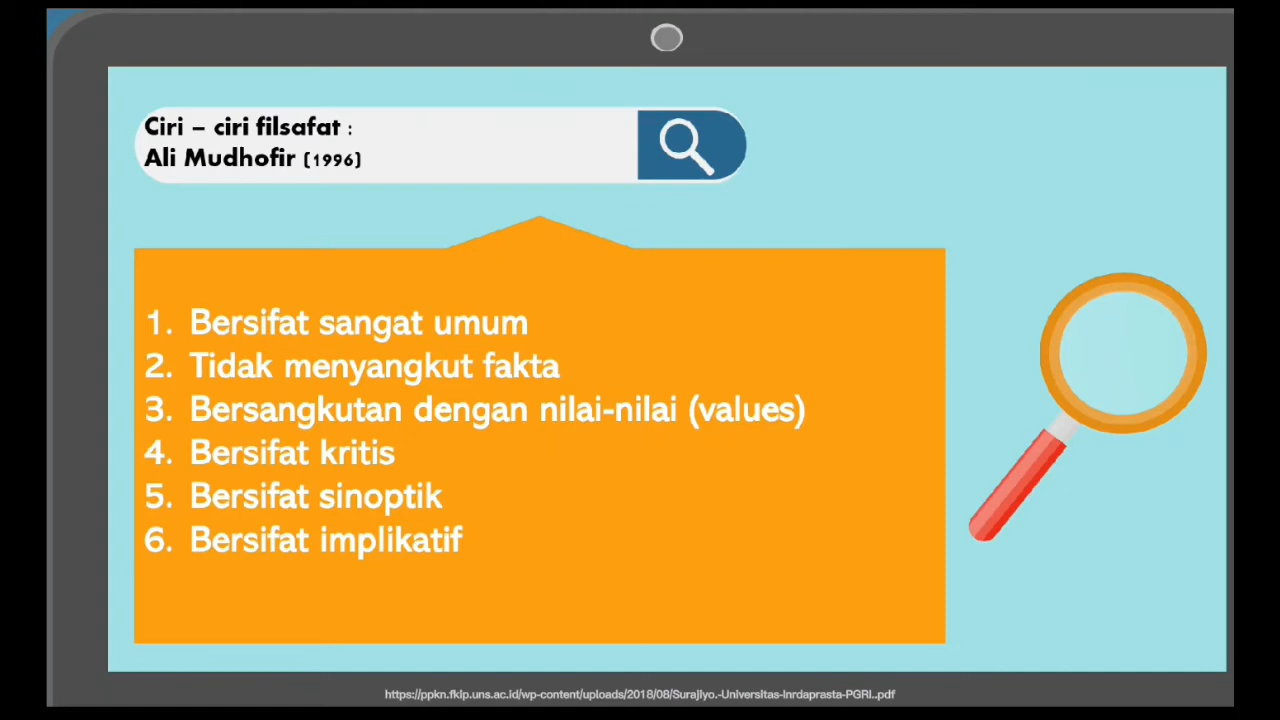 Ciri – ciri filsafat :
Ali Mudhofir (1996)
1. Bersifat sangat umum
2. Tidak menyangkut fakta
3. Bersangkutan dengan nilai-nilai (values)
4. Bersifat kritis
5. Bersifat sinoptik
6. Bersifat implikatif
https://ppkn.fkip.uns.ac.id/wp-content/uploads/2018/08/Surajiyo.-Universitas-Inrdaprasta-PGRI..pdf